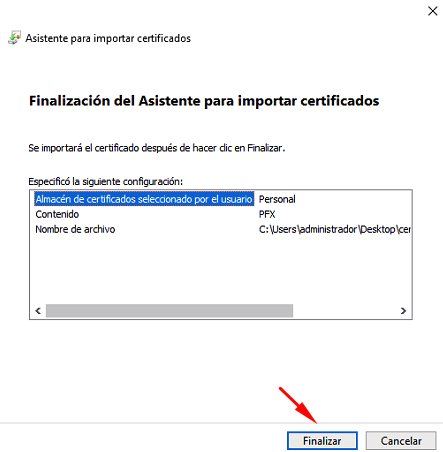 Asistente para importar certificados
Finalización del Asistente para importar certificados
Se importará el certificado después de hacer clic en Finalizar.
Especificó la siguiente configuración:
Almacén de certificados seleccionado por el usuario Personal
Contenido PFX
Nombre de archivo C:\Users\administrador\Desktop\cer
Finalizar Cancelar